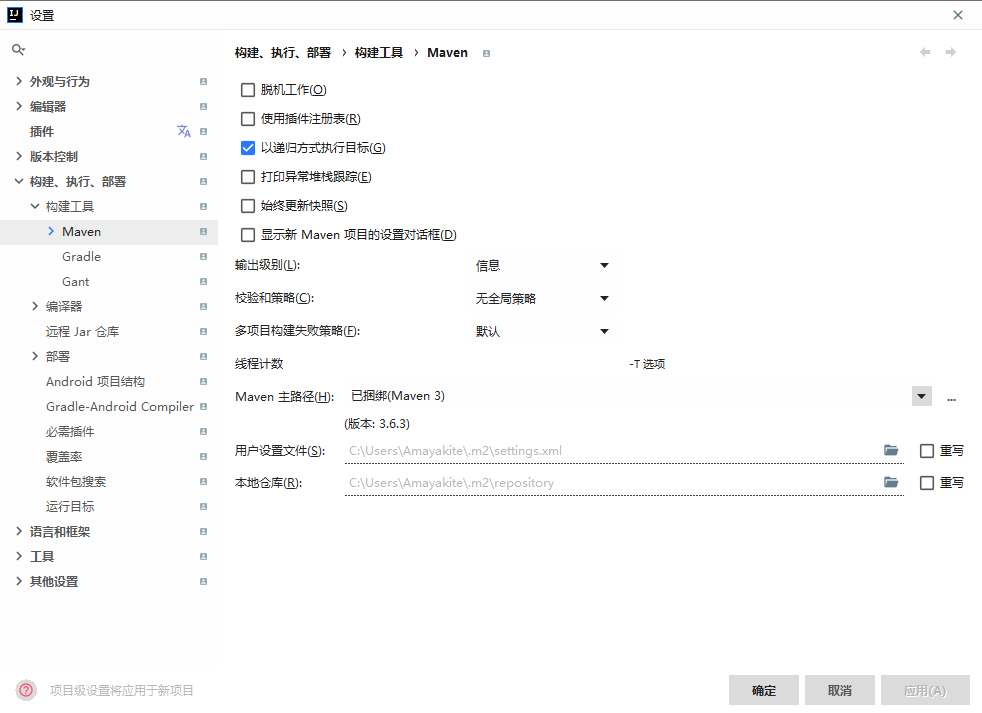 设置
构建、执行、部署 › 构建工具 › Maven
外观与行为
编辑器
插件
版本控制
构建、执行、部署
构建工具
Maven
Gradle
Gant
编译器
远程 Jar 仓库
部署
Android 项目结构
Gradle-Android Compiler
必需插件
覆盖率
软件包搜索
运行目标
语言和框架
工具
其他设置
脱机工作(O)
使用插件注册表(R)
以递归方式执行目标(G)
打印异常堆栈跟踪(E)
始终更新快照(S)
显示新 Maven 项目的设置对话框(D)
输出级别(L): 信息
校验和策略(C): 无全局策略
多项目构建失败策略(F): 默认
线程计数 -T 选项
Maven 主路径(H): 已捆绑(Maven 3) ...
(版本: 3.6.3)
用户设置文件(S): C:\Users\Amayakite\.m2\settings.xml 重写
本地仓库(R): C:\Users\Amayakite\.m2\repository 重写
项目级设置将应用于新项目
确定 取消 应用(A)